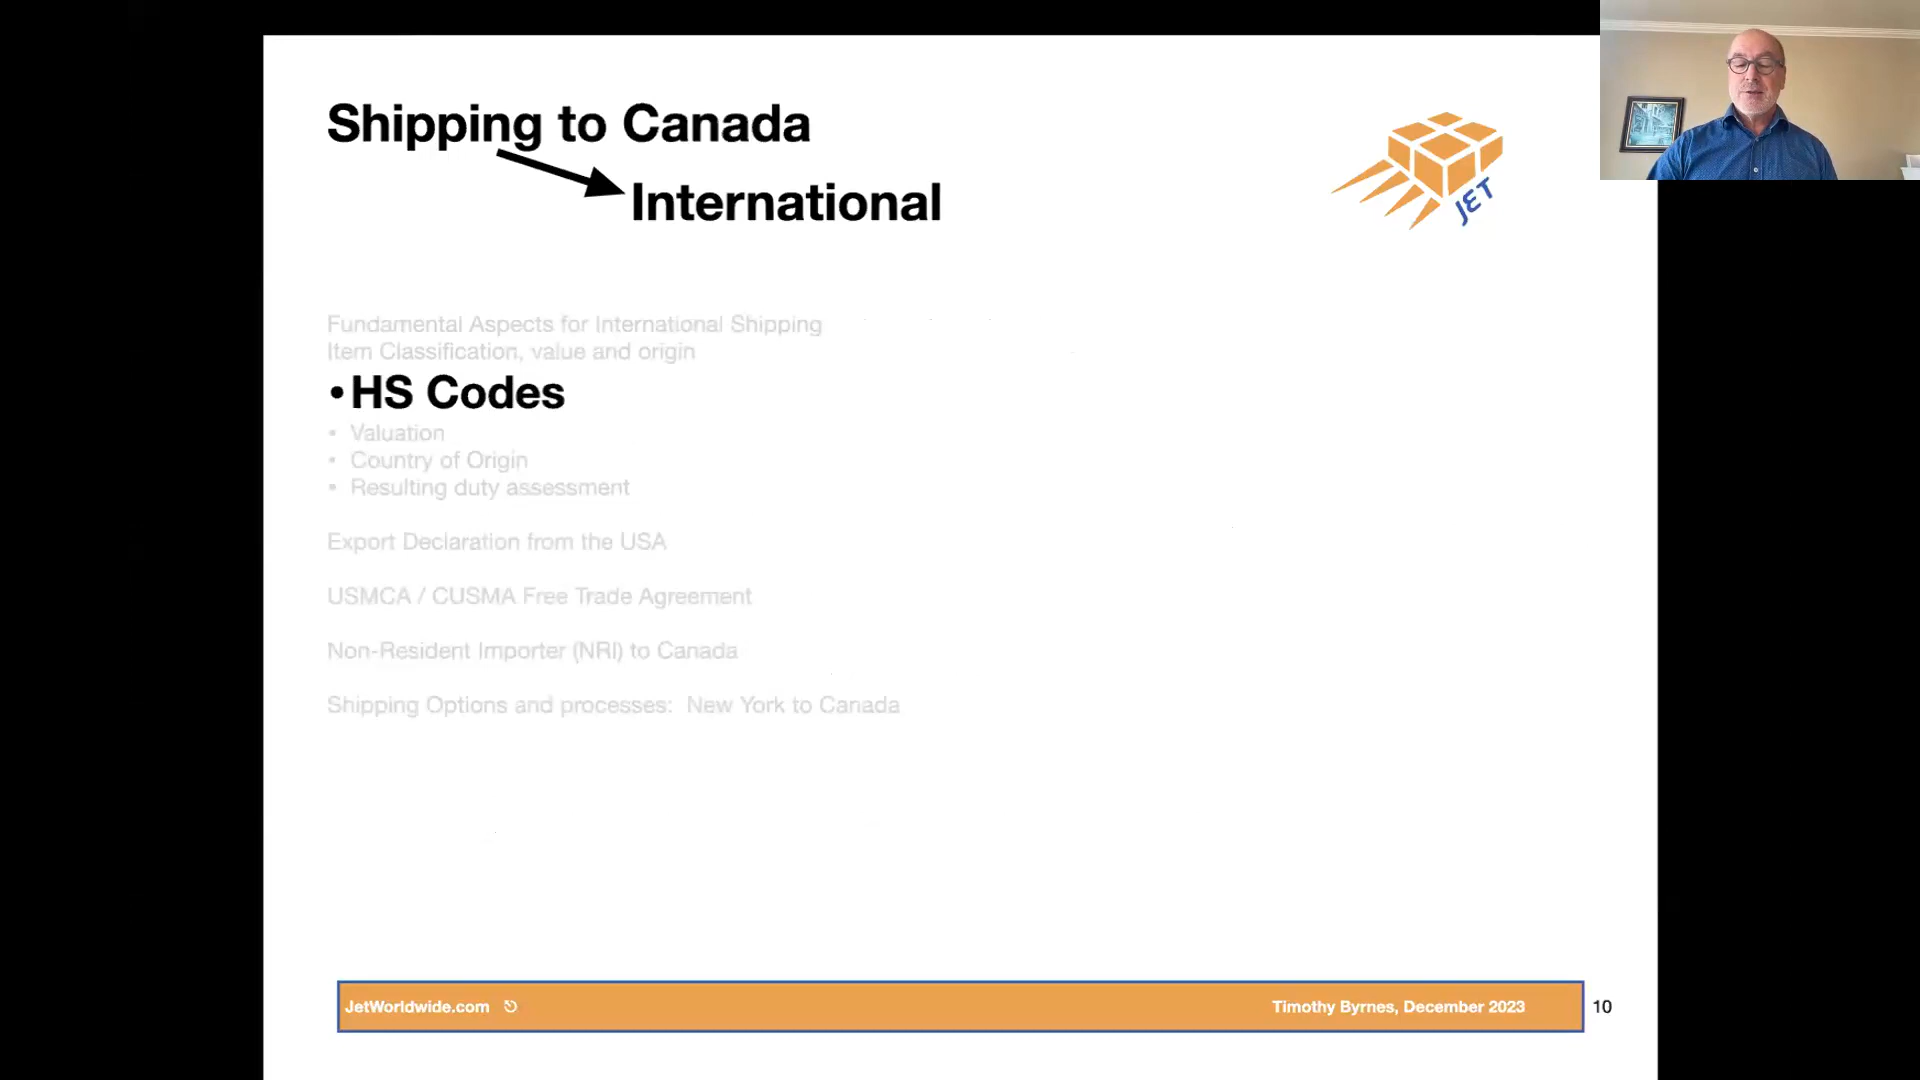 Shipping to Canada
International
JET
Fundamental Aspects for International Shipping
Item Classification, value and origin
•HS Codes
• Valuation
• Country of Origin
• Resulting duty assessment
Export Declaration from the USA
USMCA / CUSMA Free Trade Agreement
Non-Resident Importer (NRI) to Canada
Shipping Options and processes: New York to Canada
JetWorldwide.com
Timothy Byrnes, December 2023
10